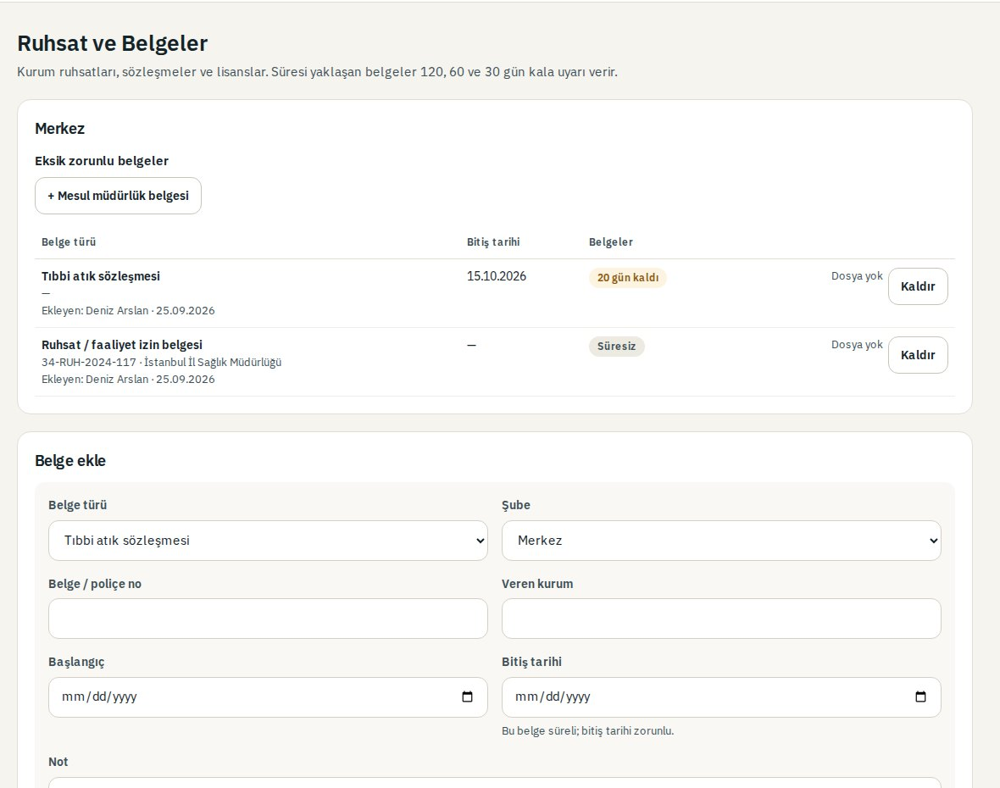 Ruhsat ve Belgeler
Kurum ruhsatları, sözleşmeler ve lisanslar. Süresi yaklaşan belgeler 120, 60 ve 30 gün kala uyarı verir.
Merkez
Eksik zorunlu belgeler
+ Mesul müdürlük belgesi
Belge türü Bitiş tarihi Belgeler
Tıbbi atık sözleşmesi 15.10.2026 20 gün kaldı Dosya yok Kaldır
—
Ekleyen: Deniz Arslan · 25.09.2026
Ruhsat / faaliyet izin belgesi — Süresiz Dosya yok Kaldır
34-RUH-2024-117 · İstanbul İl Sağlık Müdürlüğü
Ekleyen: Deniz Arslan · 25.09.2026
Belge ekle
Belge türü Şube
Tıbbi atık sözleşmesi Merkez
Belge / poliçe no Veren kurum
Başlangıç Bitiş tarihi
mm/dd/yyyy mm/dd/yyyy
Bu belge süreli; bitiş tarihi zorunlu.
Not